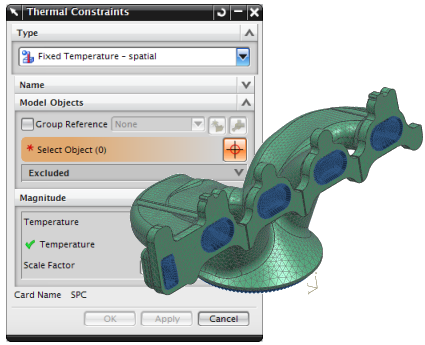 Thermal Constraints
Type
Fixed Temperature - spatial
Name
Model Objects
Group Reference None
* Select Object (0)
Excluded
Magnitude
Temperature
Temperature
Scale Factor
Card Name SPC
OK Apply Cancel